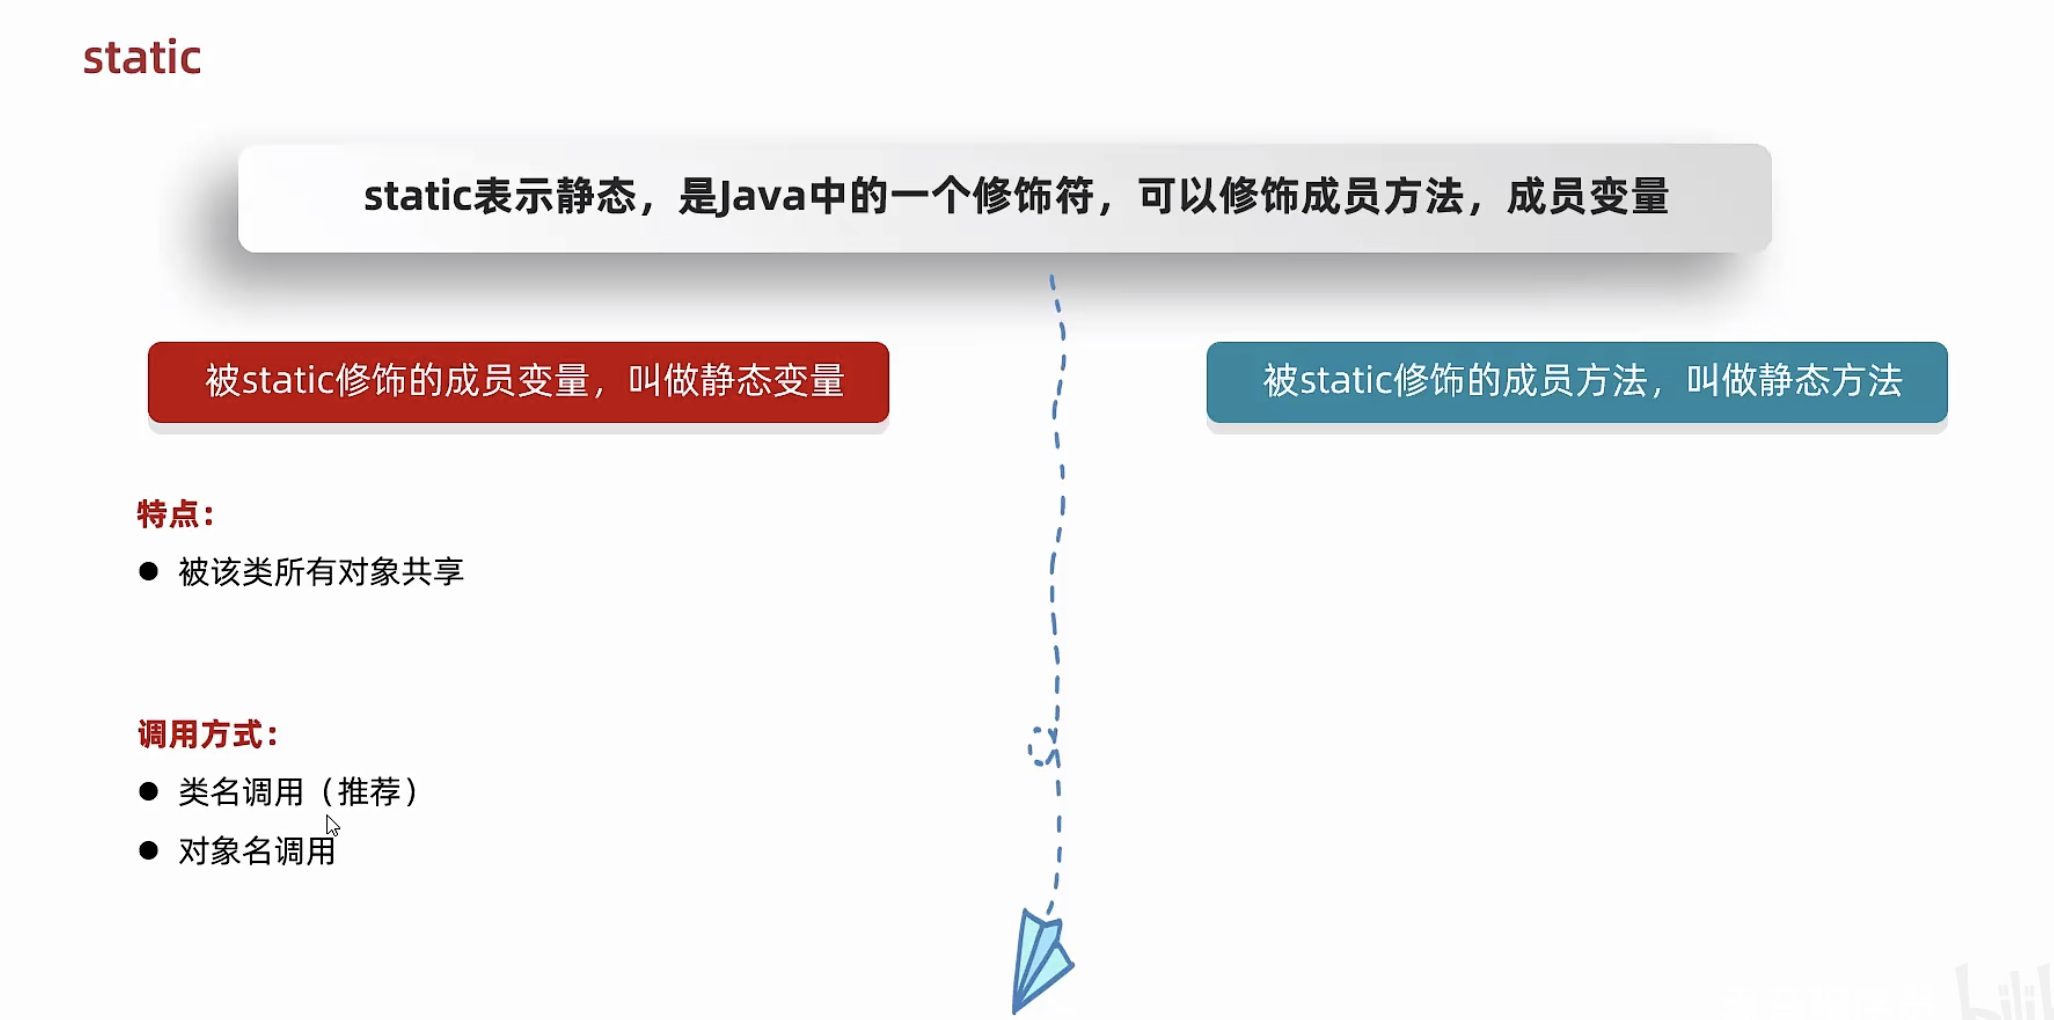 static
static表示静态，是Java中的一个修饰符，可以修饰成员方法，成员变量
被static修饰的成员变量，叫做静态变量
被static修饰的成员方法，叫做静态方法
特点：
● 被该类所有对象共享
调用方式：
● 类名调用（推荐）
● 对象名调用